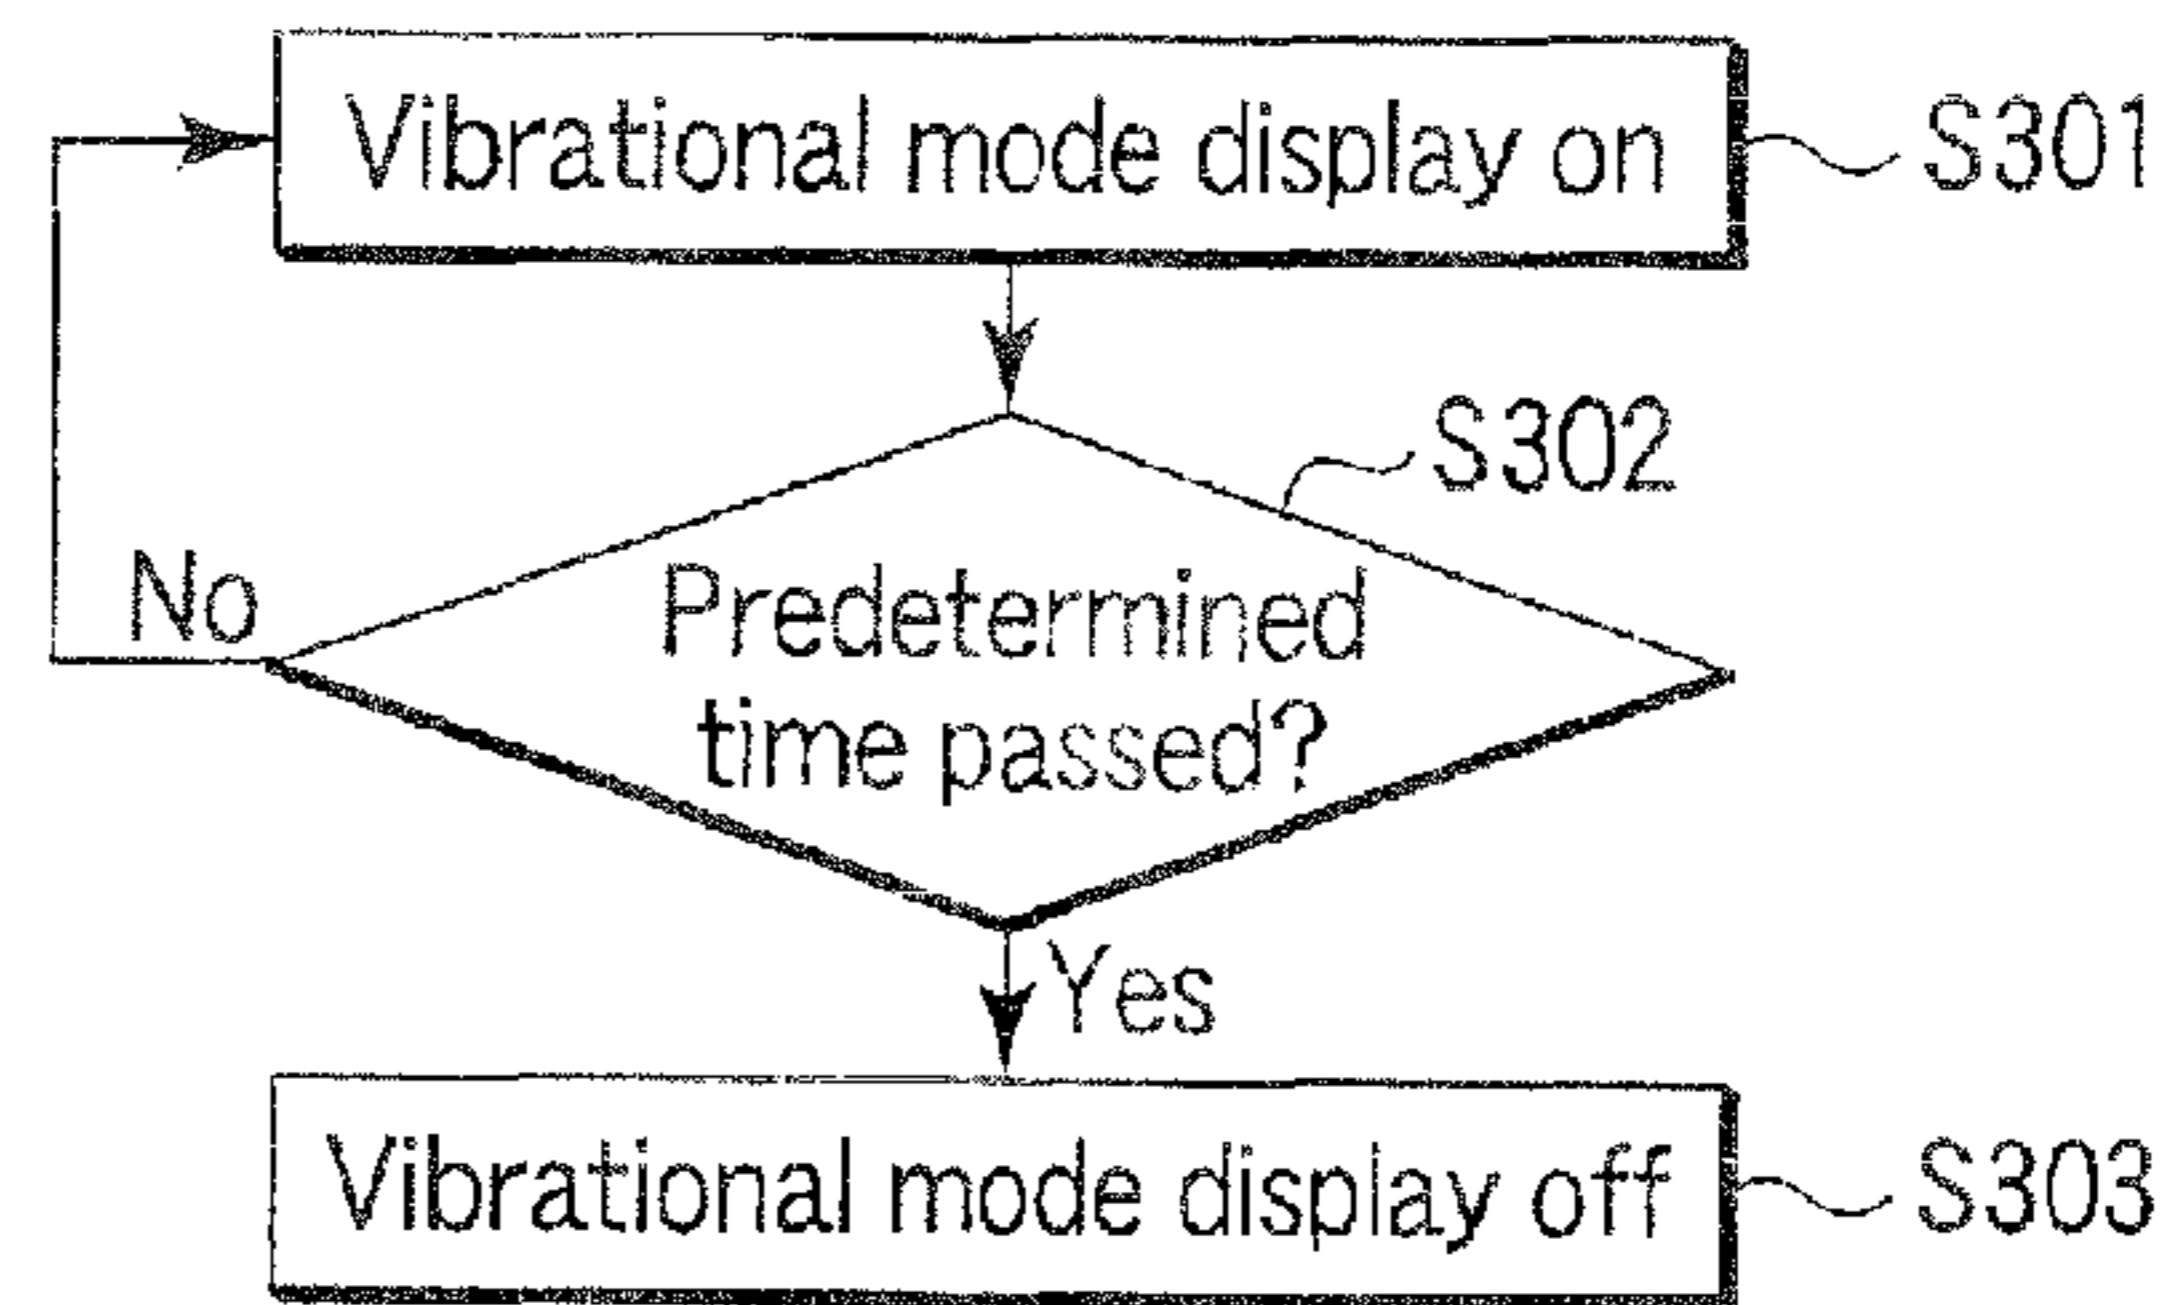 Vibrational mode display on
S301
S302
No
Predetermined
time passed?
Yes
Vibrational mode display off
S303